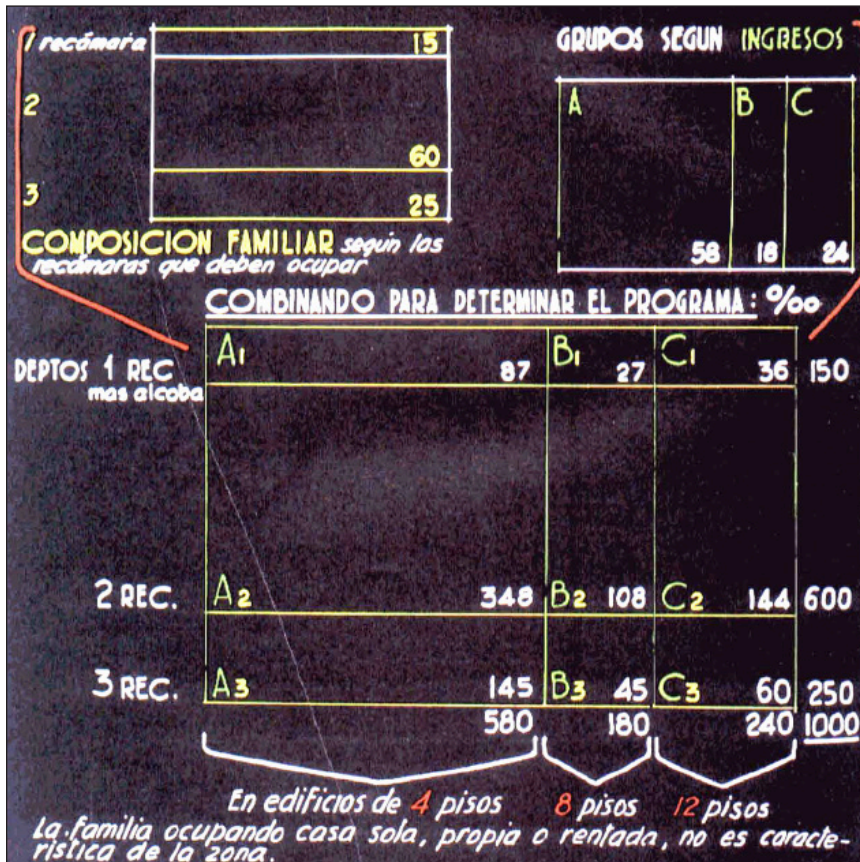 1 recámara 15
2 60
3 25
COMPOSICION FAMILIAR según las
recámaras que deben ocupar
GRUPOS SEGUN INGRESOS
A B C
58 18 24
COMBINANDO PARA DETERMINAR EL PROGRAMA: %oo
DEPTOS 1 REC A1 87 B1 27 C1 36 150
mas alcoba
2 REC. A2 348 B2 108 C2 144 600
3 REC. A3 145 B3 45 C3 60 250
580 180 240 1000
En edificios de 4 pisos 8 pisos 12 pisos
La familia ocupando casa sola, propia o rentada, no es caracte-
rística de la zona.